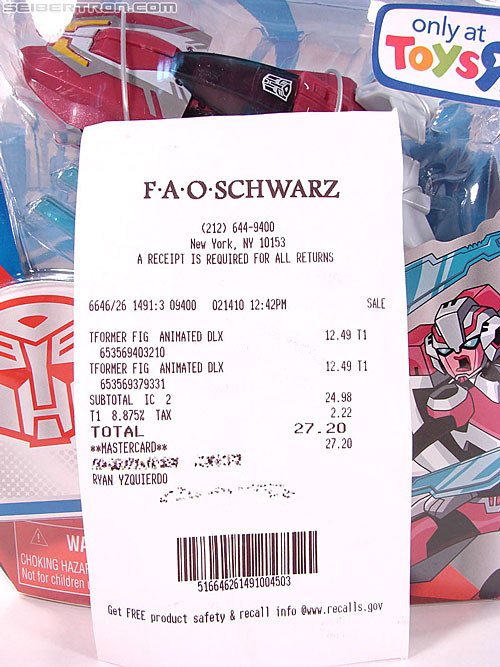 SEIBERTRON.COM
only at
Toys R
F·A·O·SCHWARZ
(212) 644-9400
New York, NY 10153
A RECEIPT IS REQUIRED FOR ALL RETURNS
6646/26 1491:3 09400 021410 12:42PM SALE
TFORMER FIG ANIMATED DLX 12.49 T1
653569403210
TFORMER FIG ANIMATED DLX 12.49 T1
653569379331
SUBTOTAL IC 2 24.98
T1 8.875% TAX 2.22
TOTAL 27.20
**MASTERCARD** 27.20
RYAN YZQUIERDO
WA
CHOKING HAZARD
Not for children
516646261491004503
Get FREE product safety & recall info @www.recalls.gov